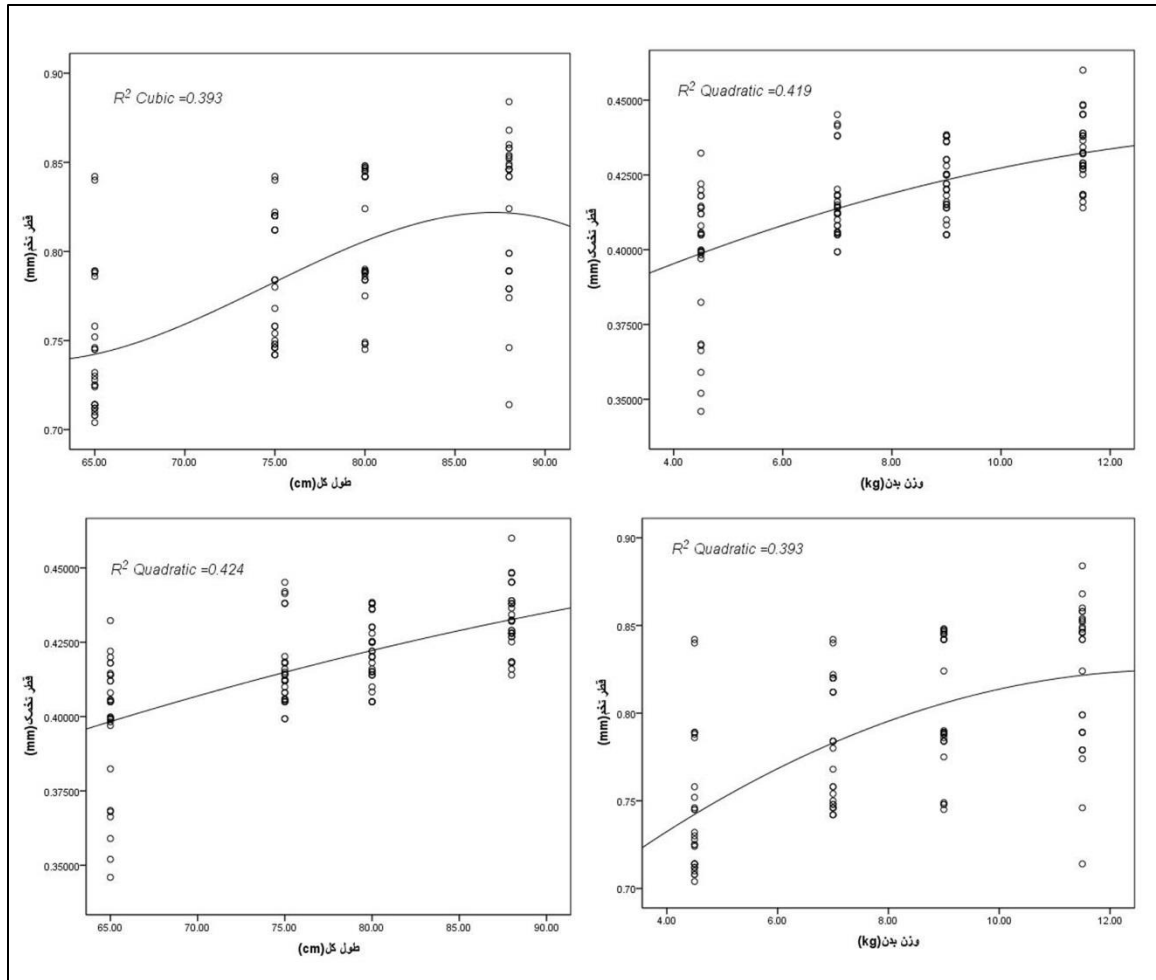 0.90
0.85
0.80
0.75
0.70
قطر تخم(mm)
R² Cubic =0.393
65.00 70.00 75.00 80.00 85.00 90.00
طول کل(cm)
0.45000
0.42500
0.40000
0.37500
0.35000
قطر تخمک(mm)
R² Quadratic =0.419
4.00 6.00 8.00 10.00 12.00
وزن بدن(kg)
0.45000
0.42500
0.40000
0.37500
0.35000
قطر تخمک(mm)
R² Quadratic =0.424
65.00 70.00 75.00 80.00 85.00 90.00
طول کل(cm)
0.90
0.85
0.80
0.75
0.70
قطر تخم(mm)
R² Quadratic =0.393
4.00 6.00 8.00 10.00 12.00
وزن بدن(kg)